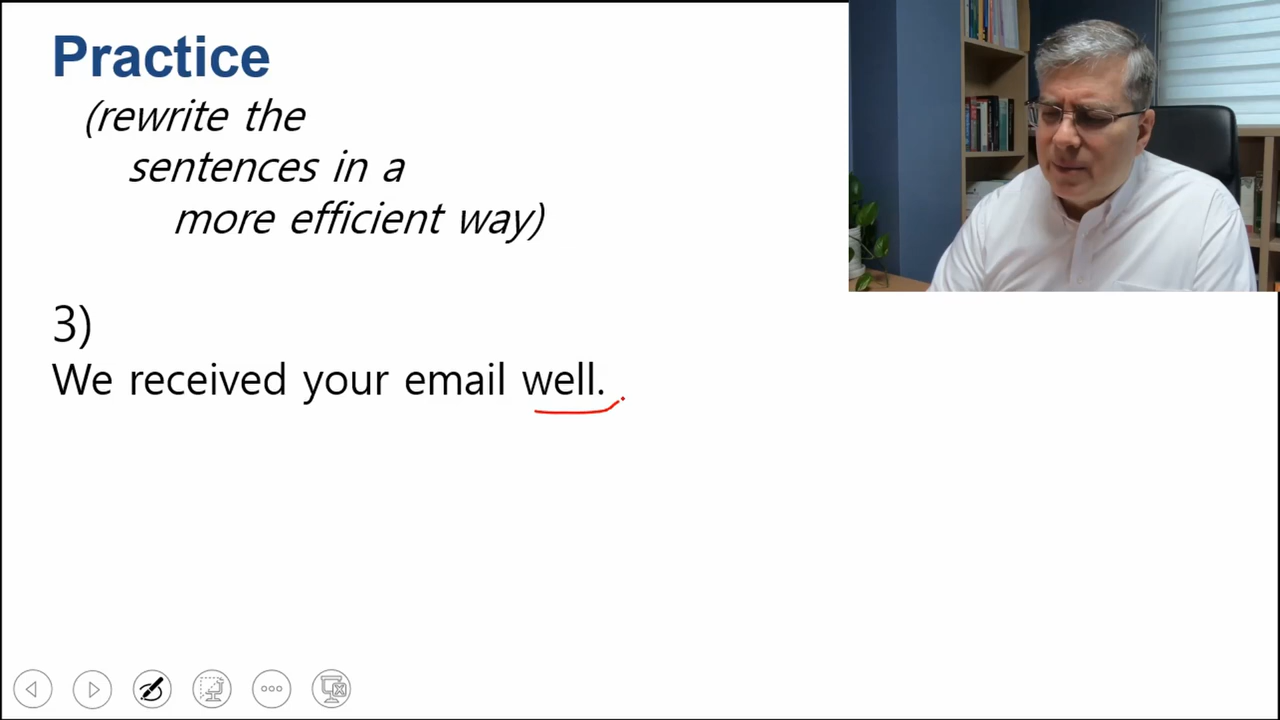 Practice
(rewrite the
sentences in a
more efficient way)
3)
We received your email well.